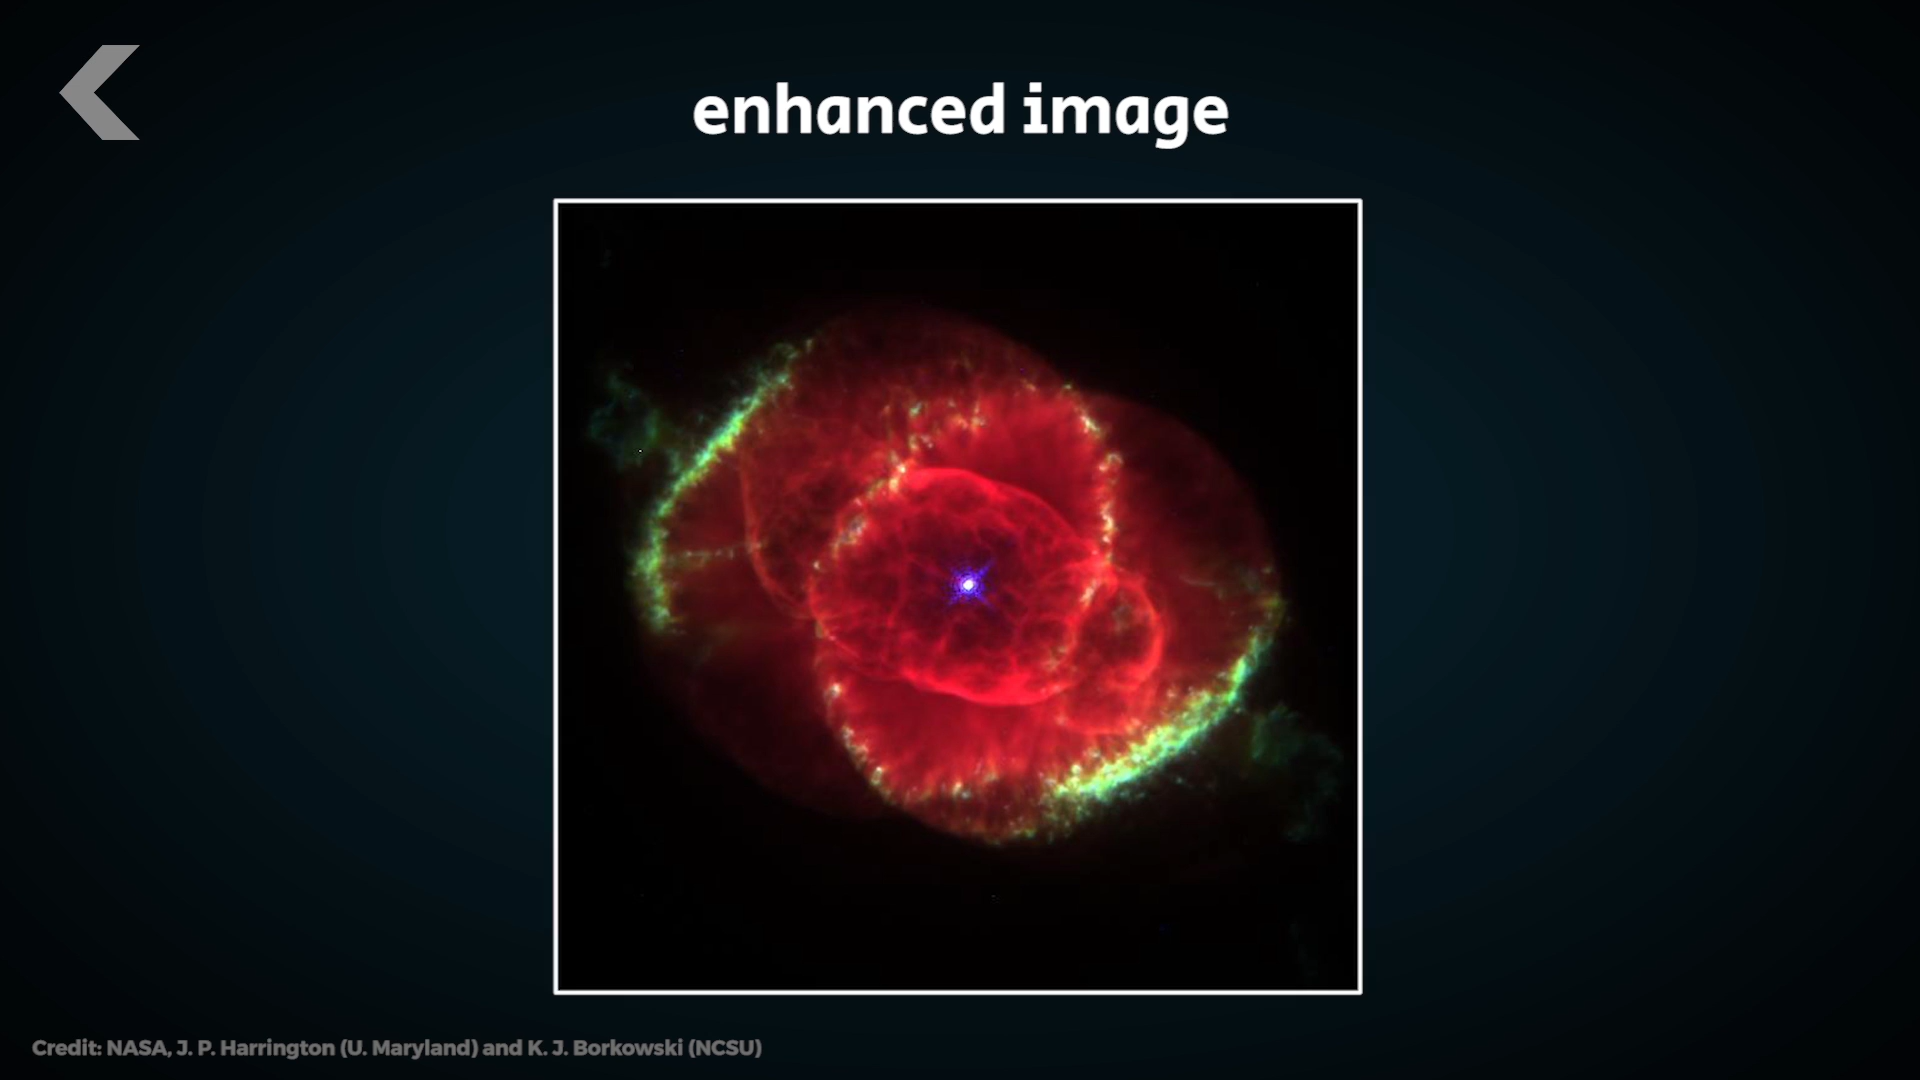 enhanced image
Credit: NASA, J. P. Harrington (U. Maryland) and K. J. Borkowski (NCSU)